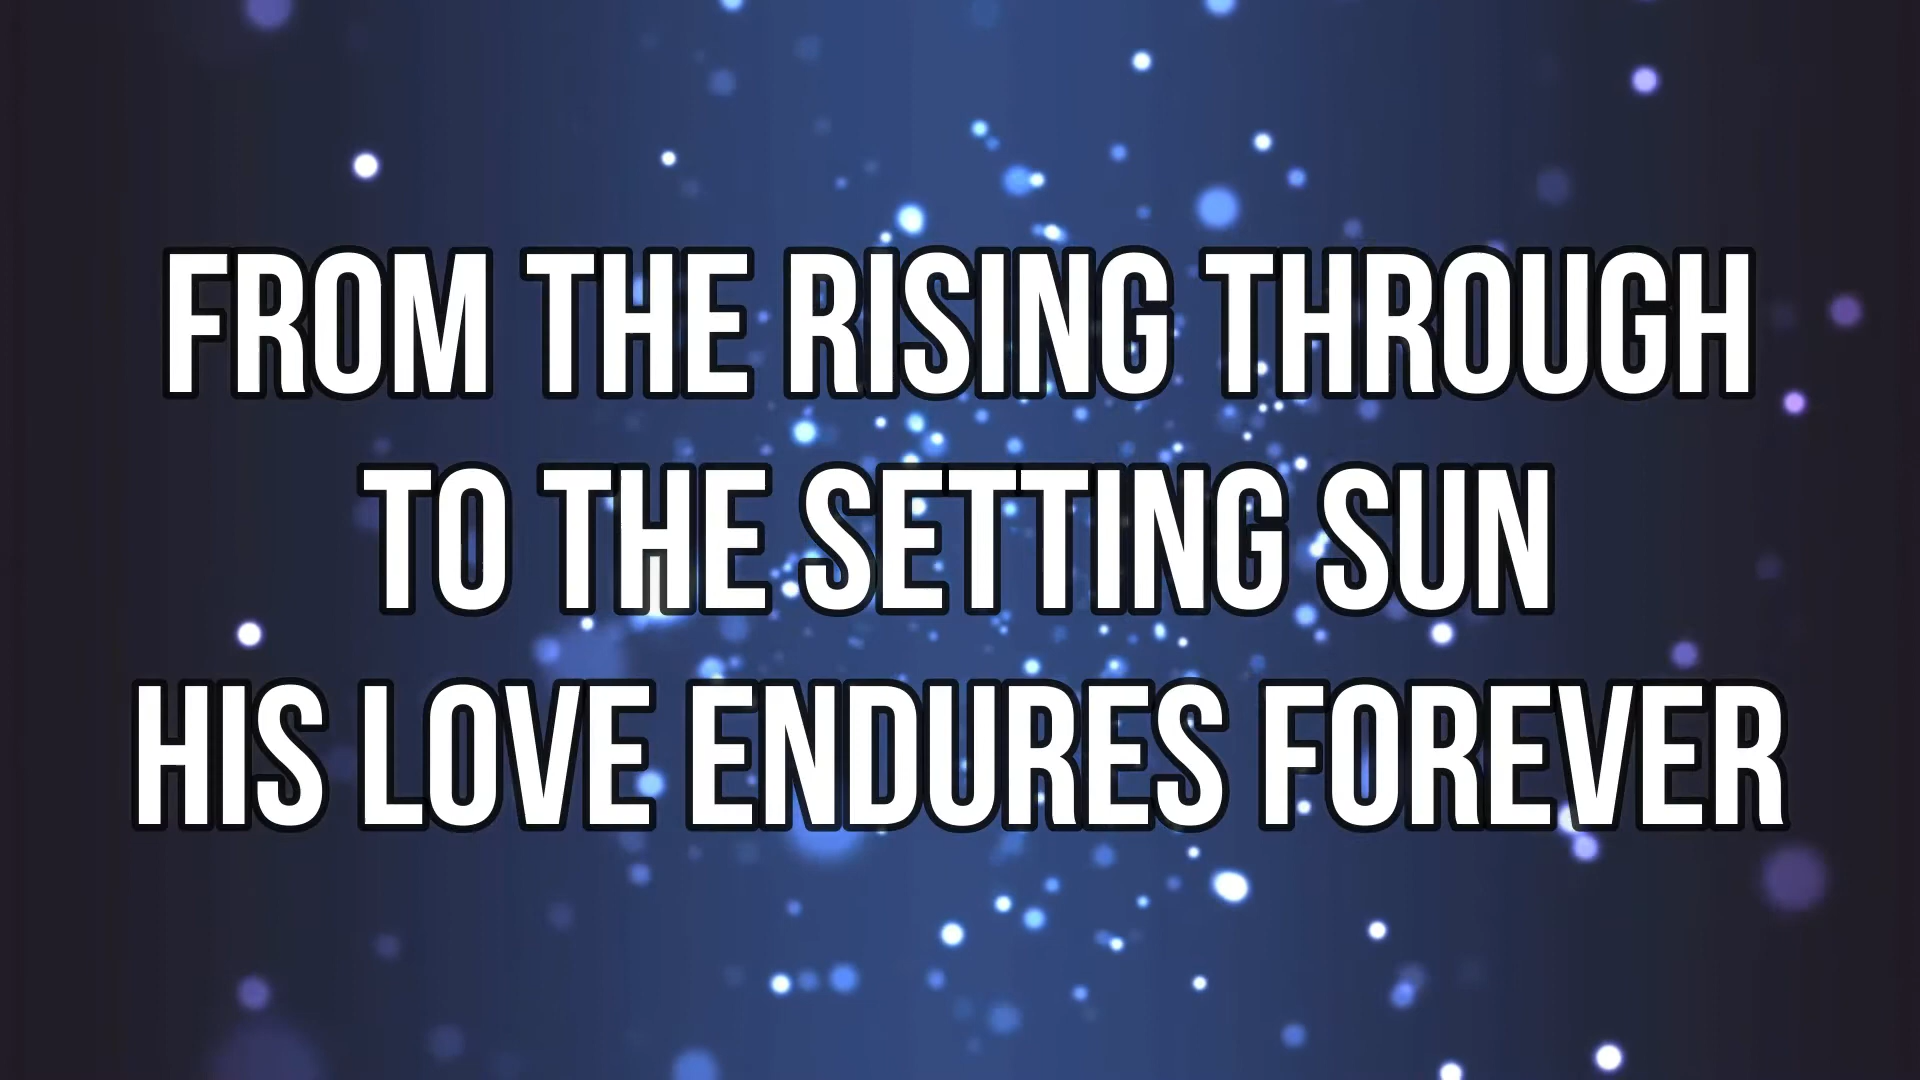 FROM THE RISING THROUGH
TO THE SETTING SUN
HIS LOVE ENDURES FOREVER